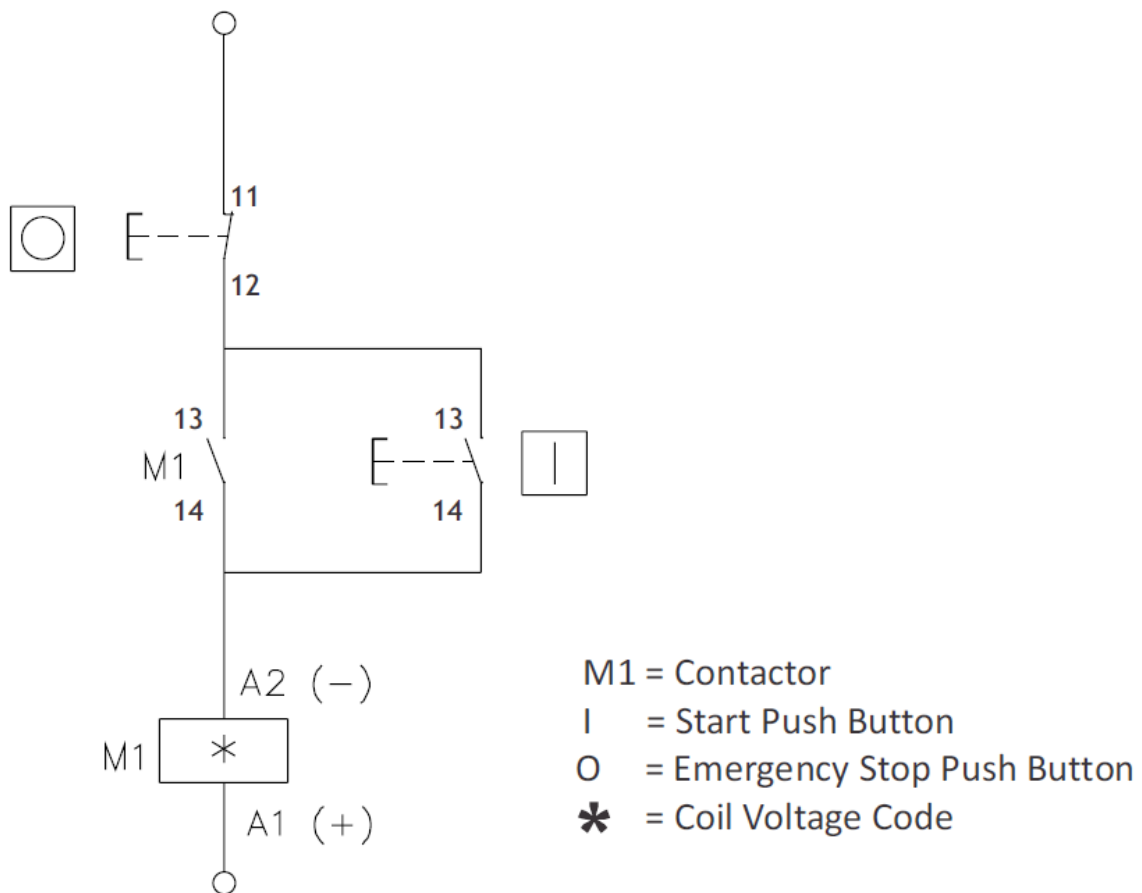 11
12
13
13
M1
14
14
A2 (-)
M1
*
A1 (+)
M1 = Contactor
I = Start Push Button
O = Emergency Stop Push Button
* = Coil Voltage Code